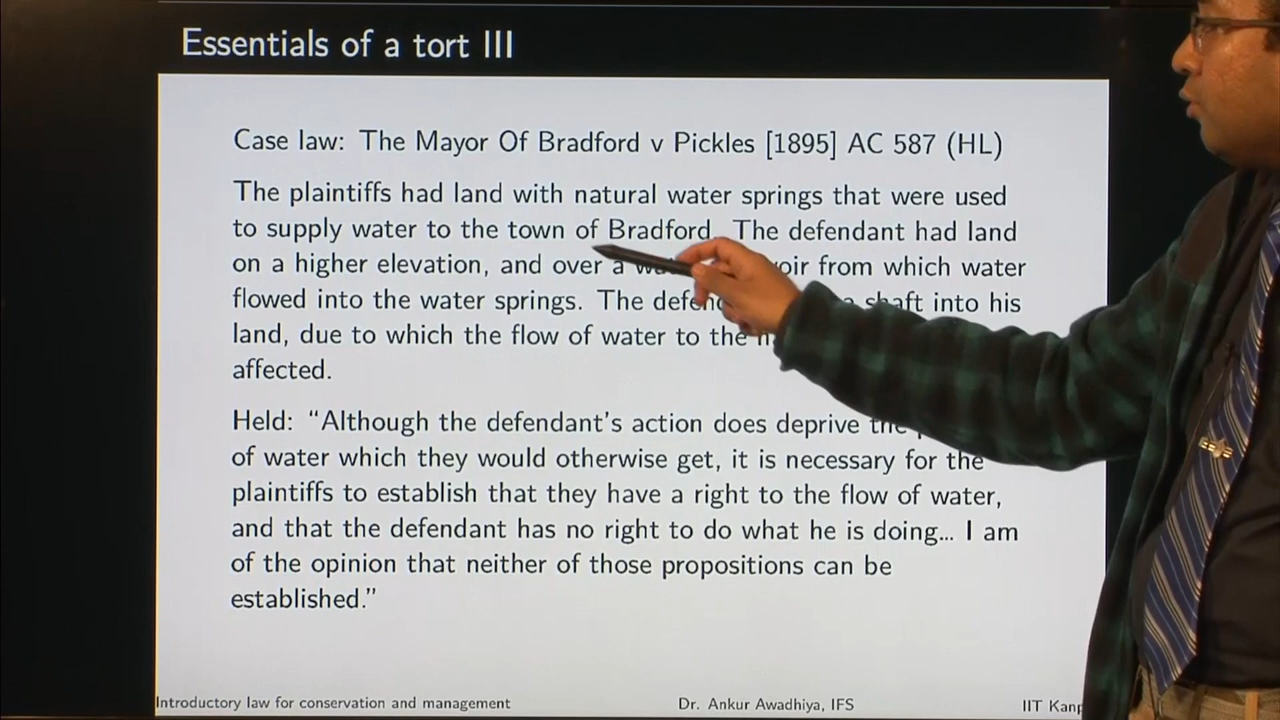 Essentials of a tort III
Case law: The Mayor Of Bradford v Pickles [1895] AC 587 (HL)
The plaintiffs had land with natural water springs that were used
to supply water to the town of Bradford. The defendant had land
on a higher elevation, and over a from which water
flowed into the water springs. The shaft into his
land, due to which the flow of water to the
affected.
Held: “Although the defendant's action does deprive the
of water which they would otherwise get, it is necessary for the
plaintiffs to establish that they have a right to the flow of water,
and that the defendant has no right to do what he is doing... I am
of the opinion that neither of those propositions can be
established.”
Introductory law for conservation and management
Dr. Ankur Awadhiya, IFS
IIT